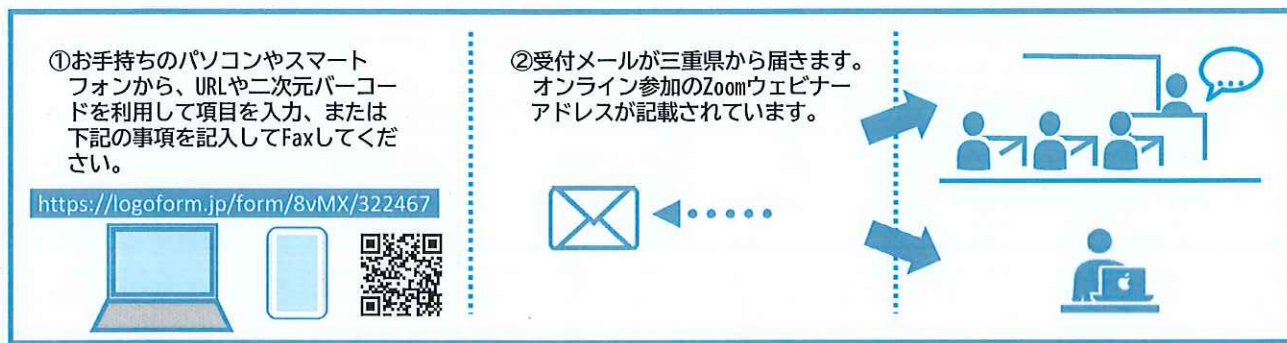 ①お手持ちのパソコンやスマート
フォンから、URLや二次元バーコー
ドを利用して項目を入力、または
下記の事項を記入してFaxしてくだ
さい。
https://logoform.jp/form/8vMX/322467
②受付メールが三重県から届きます。
オンライン参加のZoomウェビナー
アドレスが記載されています。